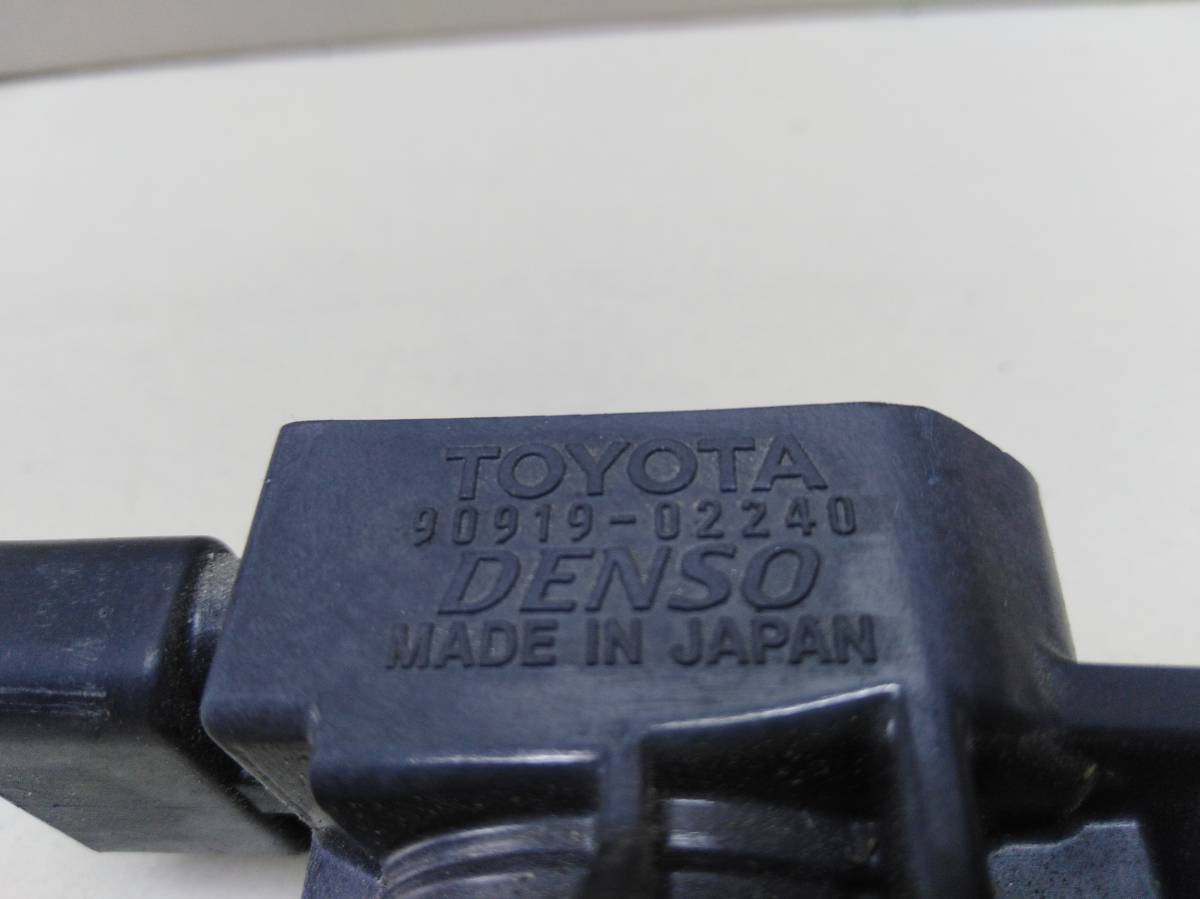 TOYOTA
90919-02240
DENSO
MADE IN JAPAN